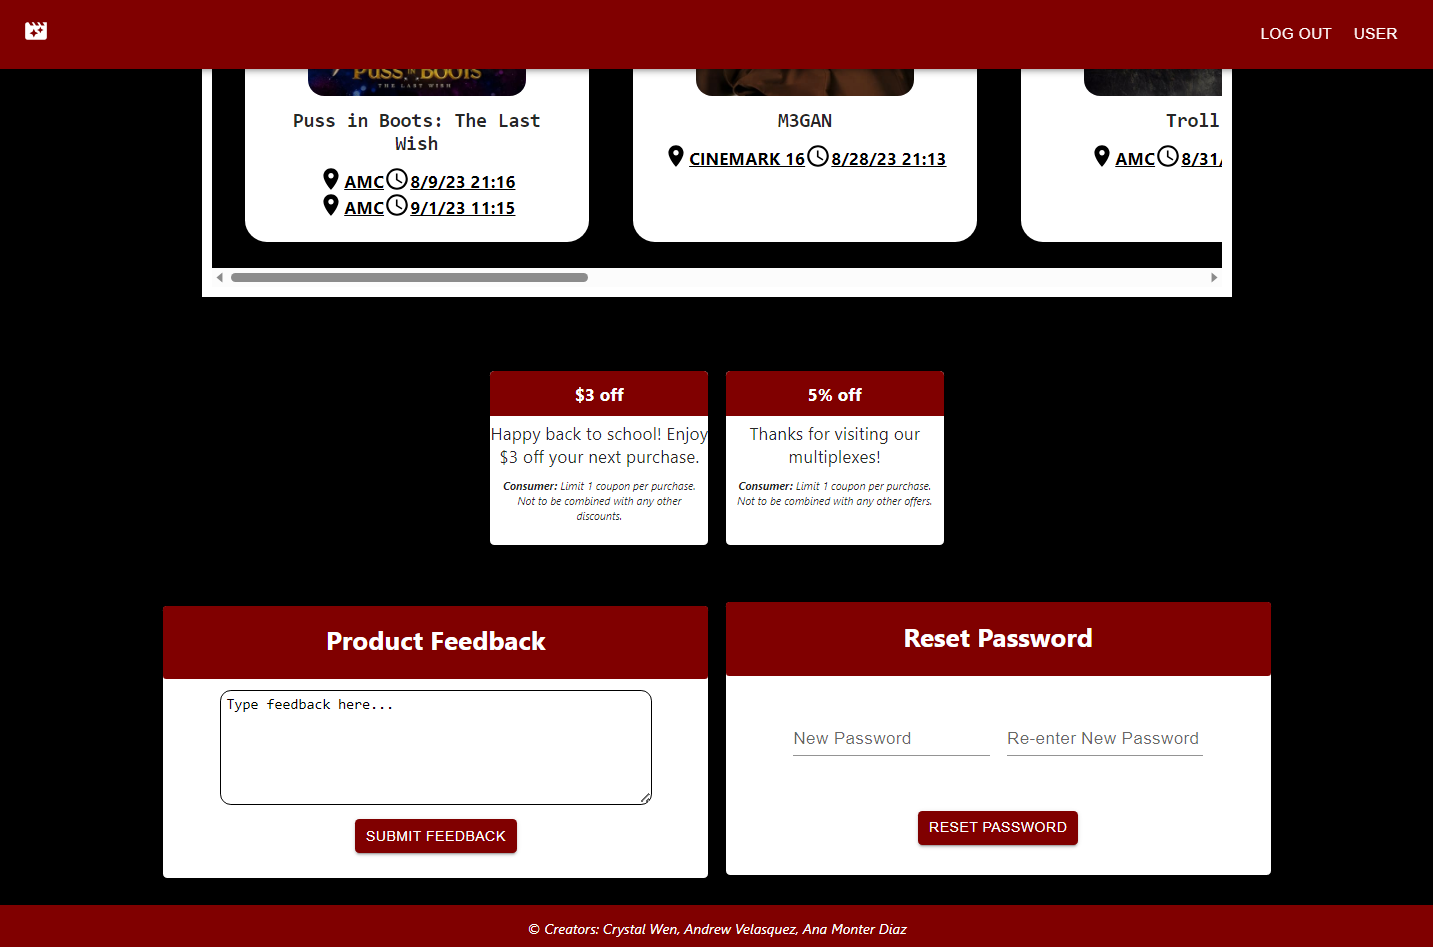 LOG OUT USER
PUSS IN BOOTS
THE LAST WISH
Puss in Boots: The Last
Wish
AMC 8/9/23 21:16
AMC 9/1/23 11:15
M3GAN
CINEMARK 16 8/28/23 21:13
Troll
AMC 8/31/
$3 off
Happy back to school! Enjoy
$3 off your next purchase.
Consumer: Limit 1 coupon per purchase.
Not to be combined with any other
discounts.
5% off
Thanks for visiting our
multiplexes!
Consumer: Limit 1 coupon per purchase.
Not to be combined with any other offers.
Product Feedback
Type feedback here...
SUBMIT FEEDBACK
Reset Password
New Password
Re-enter New Password
RESET PASSWORD
© Creators: Crystal Wen, Andrew Velasquez, Ana Monter Diaz